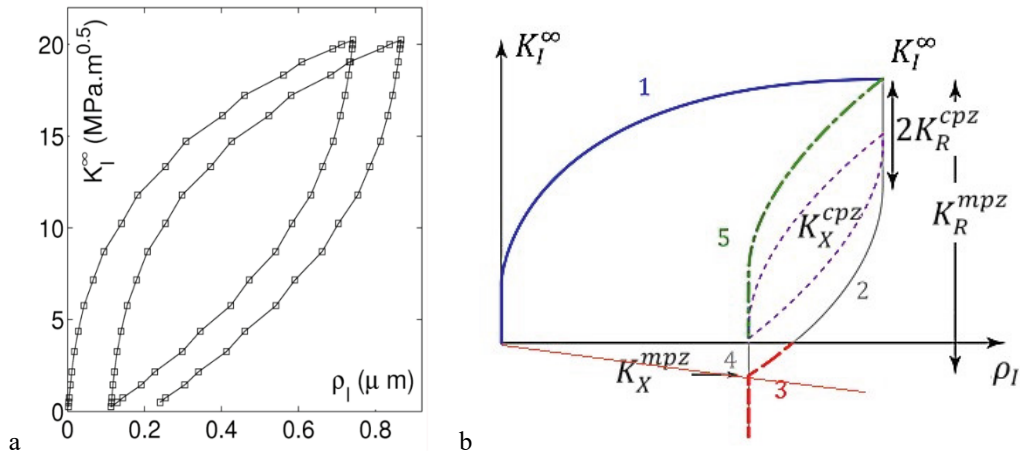 K_I^∞ (MPa.m^0.5)
20
15
10
5
0
0
0.2
0.4
0.6
0.8
ρ_I (μ m)
a
K_I^∞
K_I^∞
1
2K_R^cpz
K_X^cpz
K_R^mpz
5
2
4
K_X^mpz
3
ρ_I
b